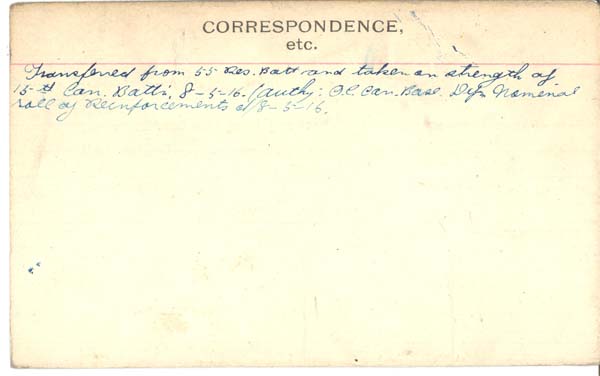 CORRESPONDENCE,
etc.
Transferred from 55 Res. Batt and taken on strength of
15th Can. Batt'n, 8-5-16. (authy: O.C. Can. Base. Dep. Nominal
roll of Reinforcements d/8-5-16.